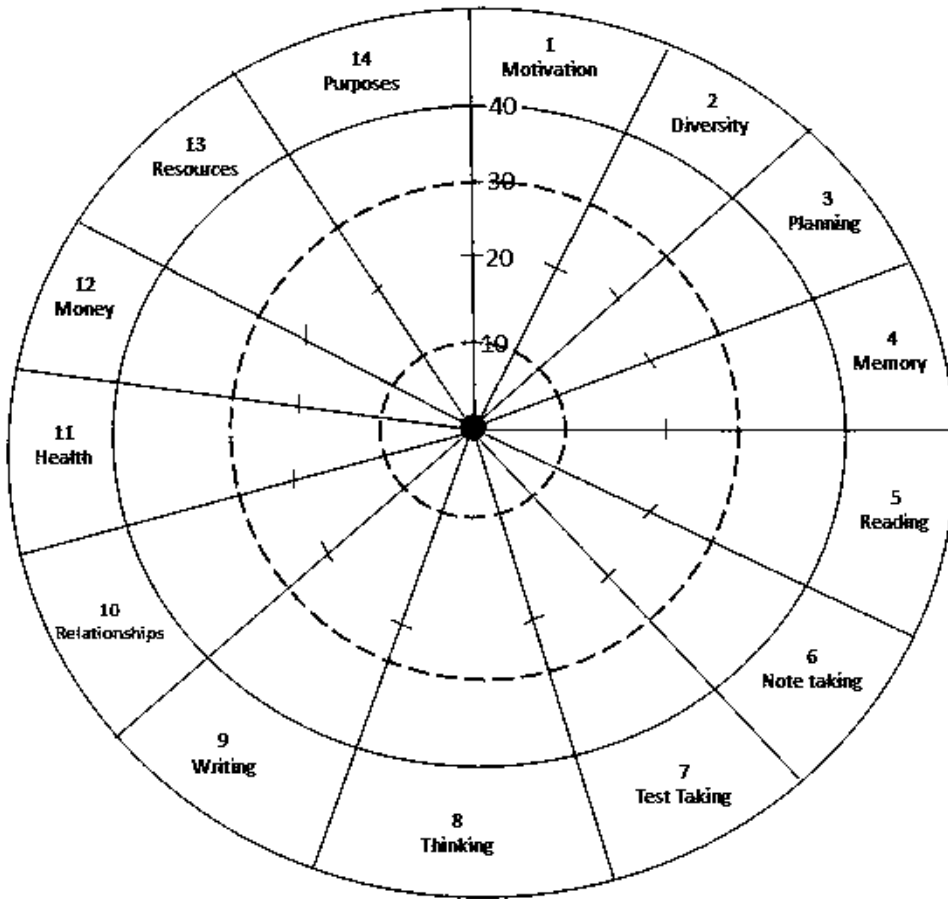 1
Motivation
2
Diversity
3
Planning
4
Memory
5
Reading
6
Note taking
7
Test Taking
8
Thinking
9
Writing
10
Relationships
11
Health
12
Money
13
Resources
14
Purposes
40
30
20
10